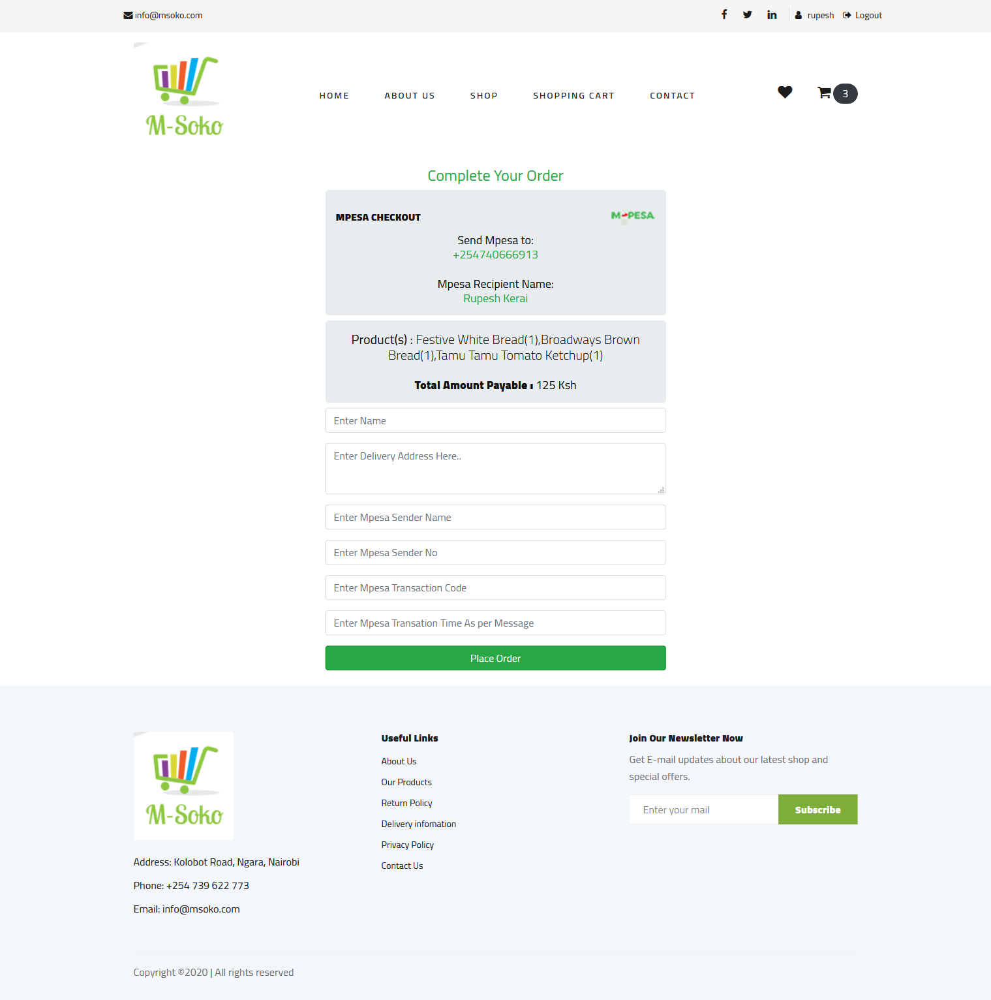 info@msoko.com
rupesh
Logout
M-Soko
HOME
ABOUT US
SHOP
SHOPPING CART
CONTACT
3
Complete Your Order
MPESA CHECKOUT
M-PESA
Send Mpesa to:
+254740666913
Mpesa Recipient Name:
Rupesh Kerai
Product(s) : Festive White Bread(1),Broadways Brown
Bread(1),Tamu Tamu Tomato Ketchup(1)
Total Amount Payable : 125 Ksh
Enter Name
Enter Delivery Address Here..
Enter Mpesa Sender Name
Enter Mpesa Sender No
Enter Mpesa Transaction Code
Enter Mpesa Transation Time As per Message
Place Order
M-Soko
Address: Kolobot Road, Ngara, Nairobi
Phone: +254 739 622 773
Email: info@msoko.com
Useful Links
About Us
Our Products
Return Policy
Delivery infomation
Privacy Policy
Contact Us
Join Our Newsletter Now
Get E-mail updates about our latest shop and
special offers.
Enter your mail
Subscribe
Copyright ©2020 | All rights reserved